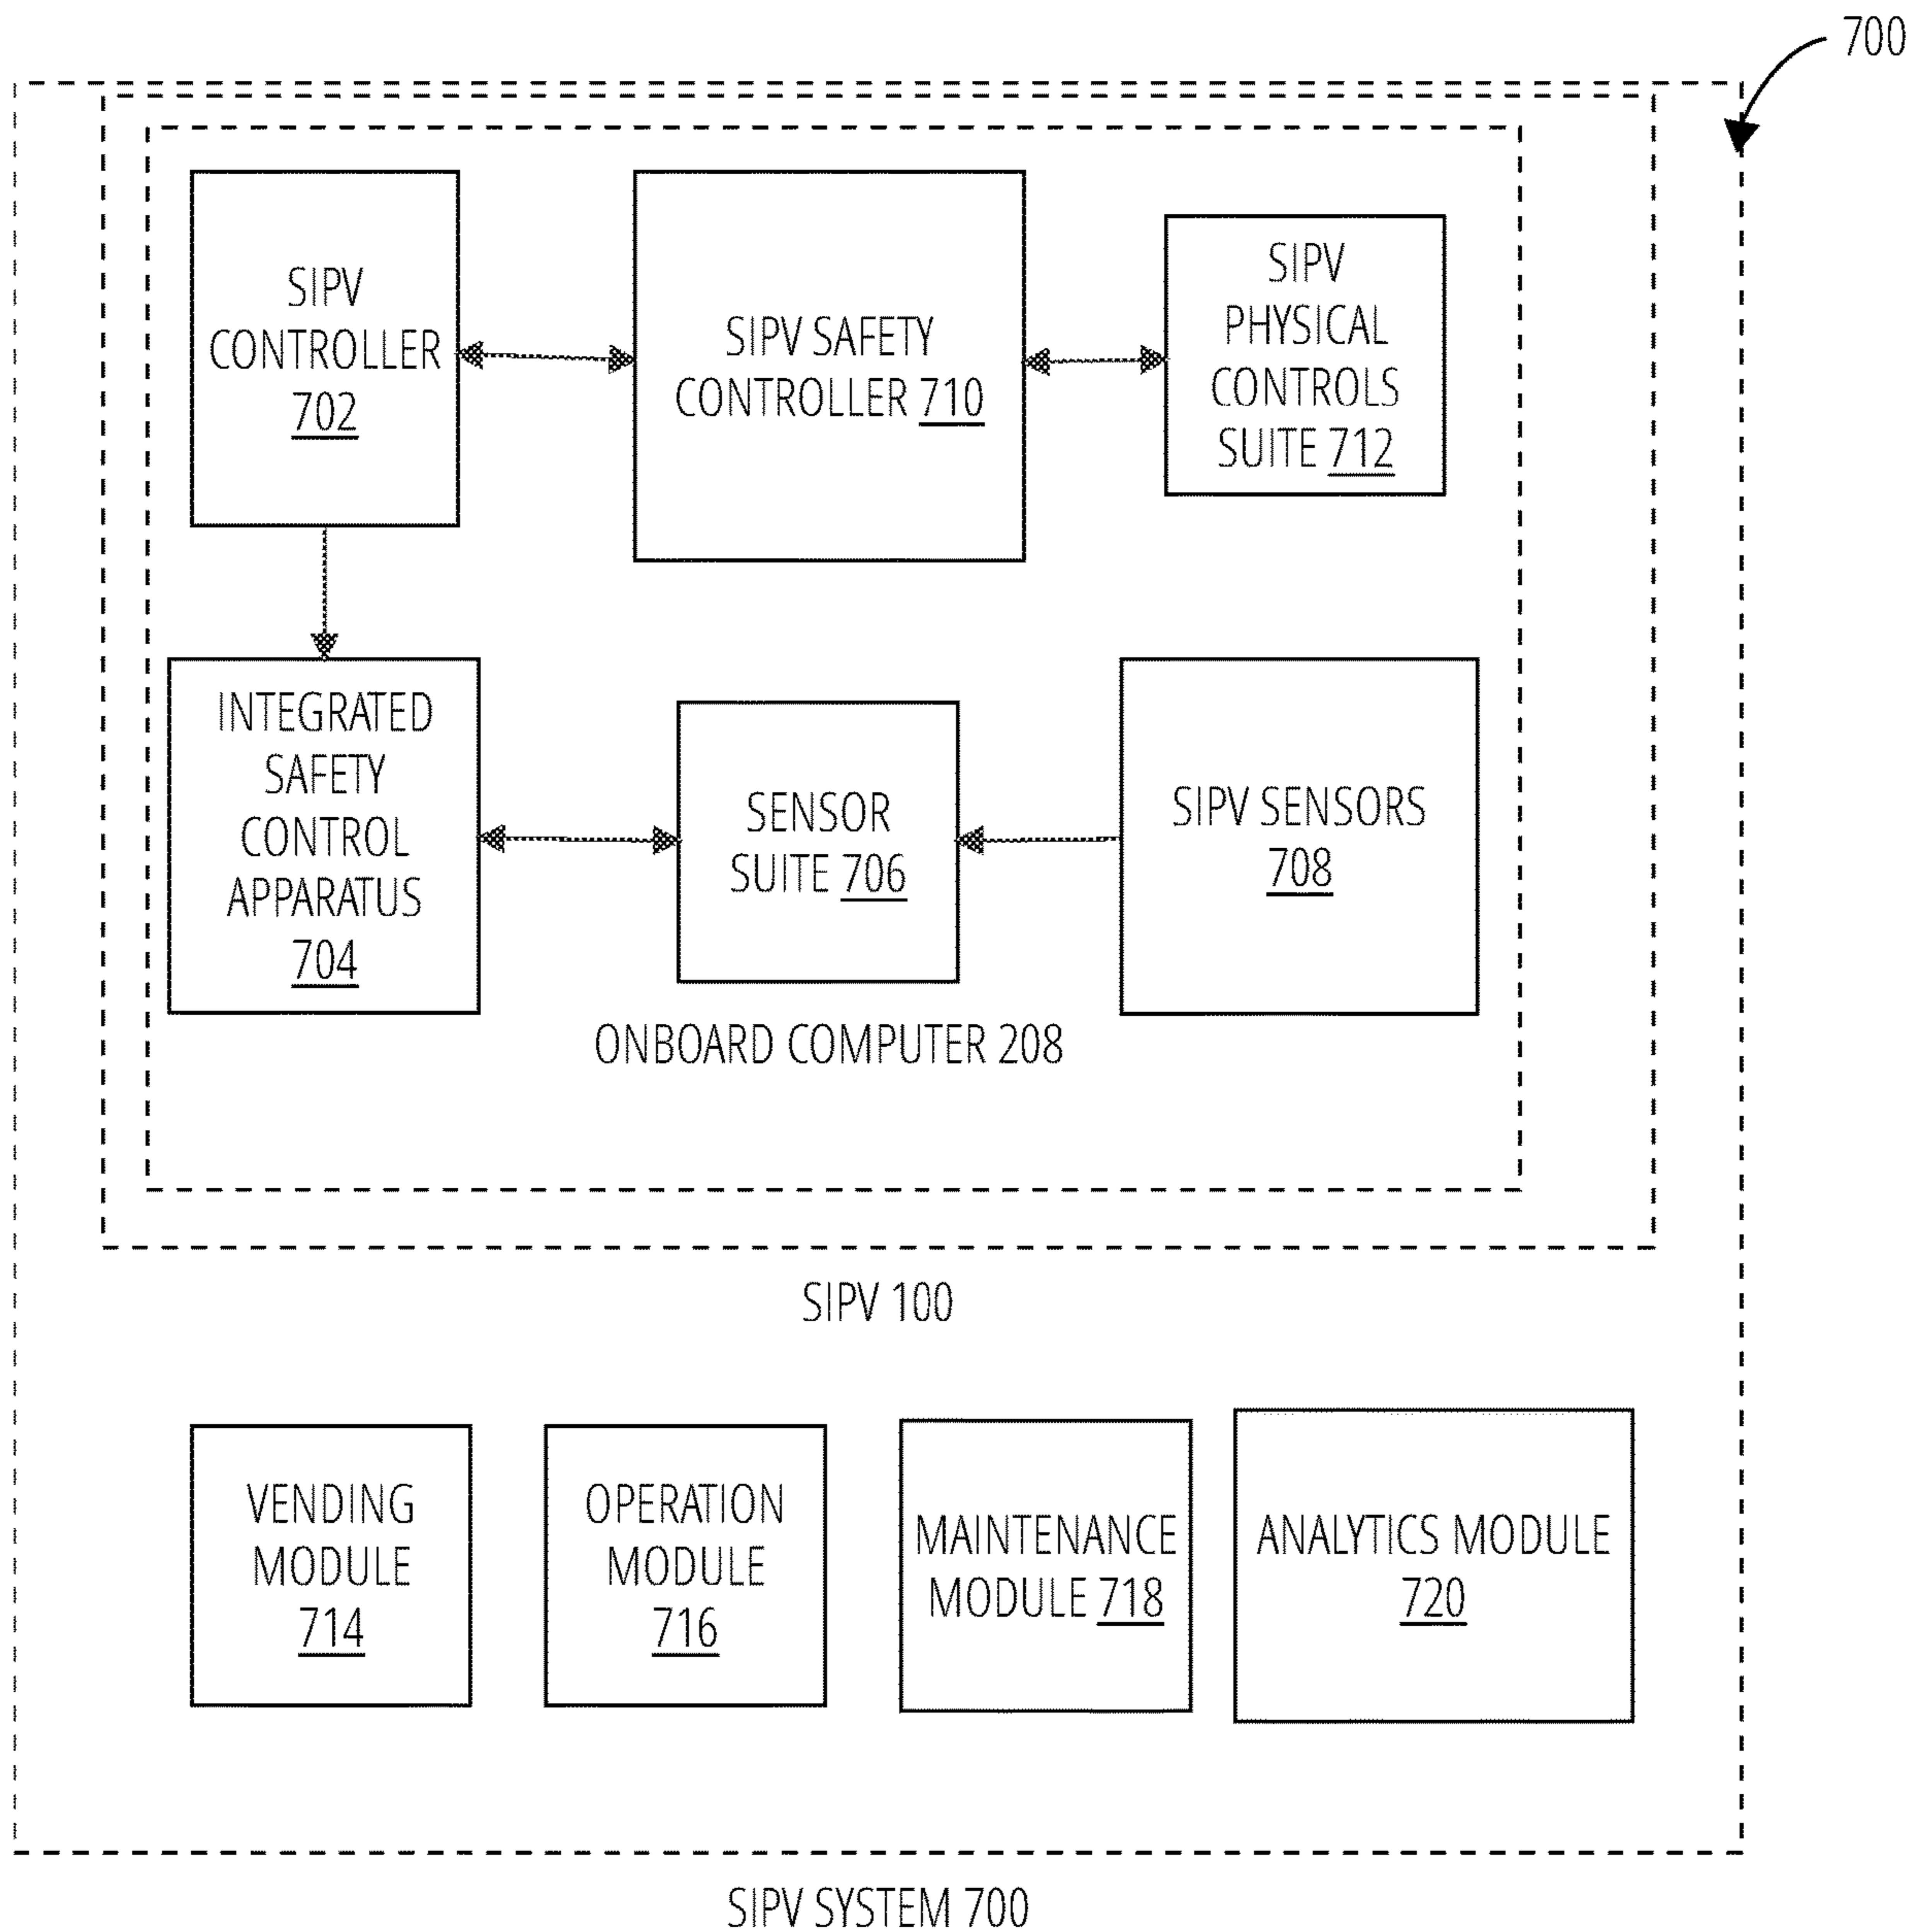 700
SIPV
CONTROLLER
702
SIPV SAFETY
CONTROLLER 710
SIPV
PHYSICAL
CONTROLS
SUITE 712
INTEGRATED
SAFETY
CONTROL
APPARATUS
704
SENSOR
SUITE 706
SIPV SENSORS
708
ONBOARD COMPUTER 208
SIPV 100
VENDING
MODULE
714
OPERATION
MODULE
716
MAINTENANCE
MODULE 718
ANALYTICS MODULE
720
SIPV SYSTEM 700